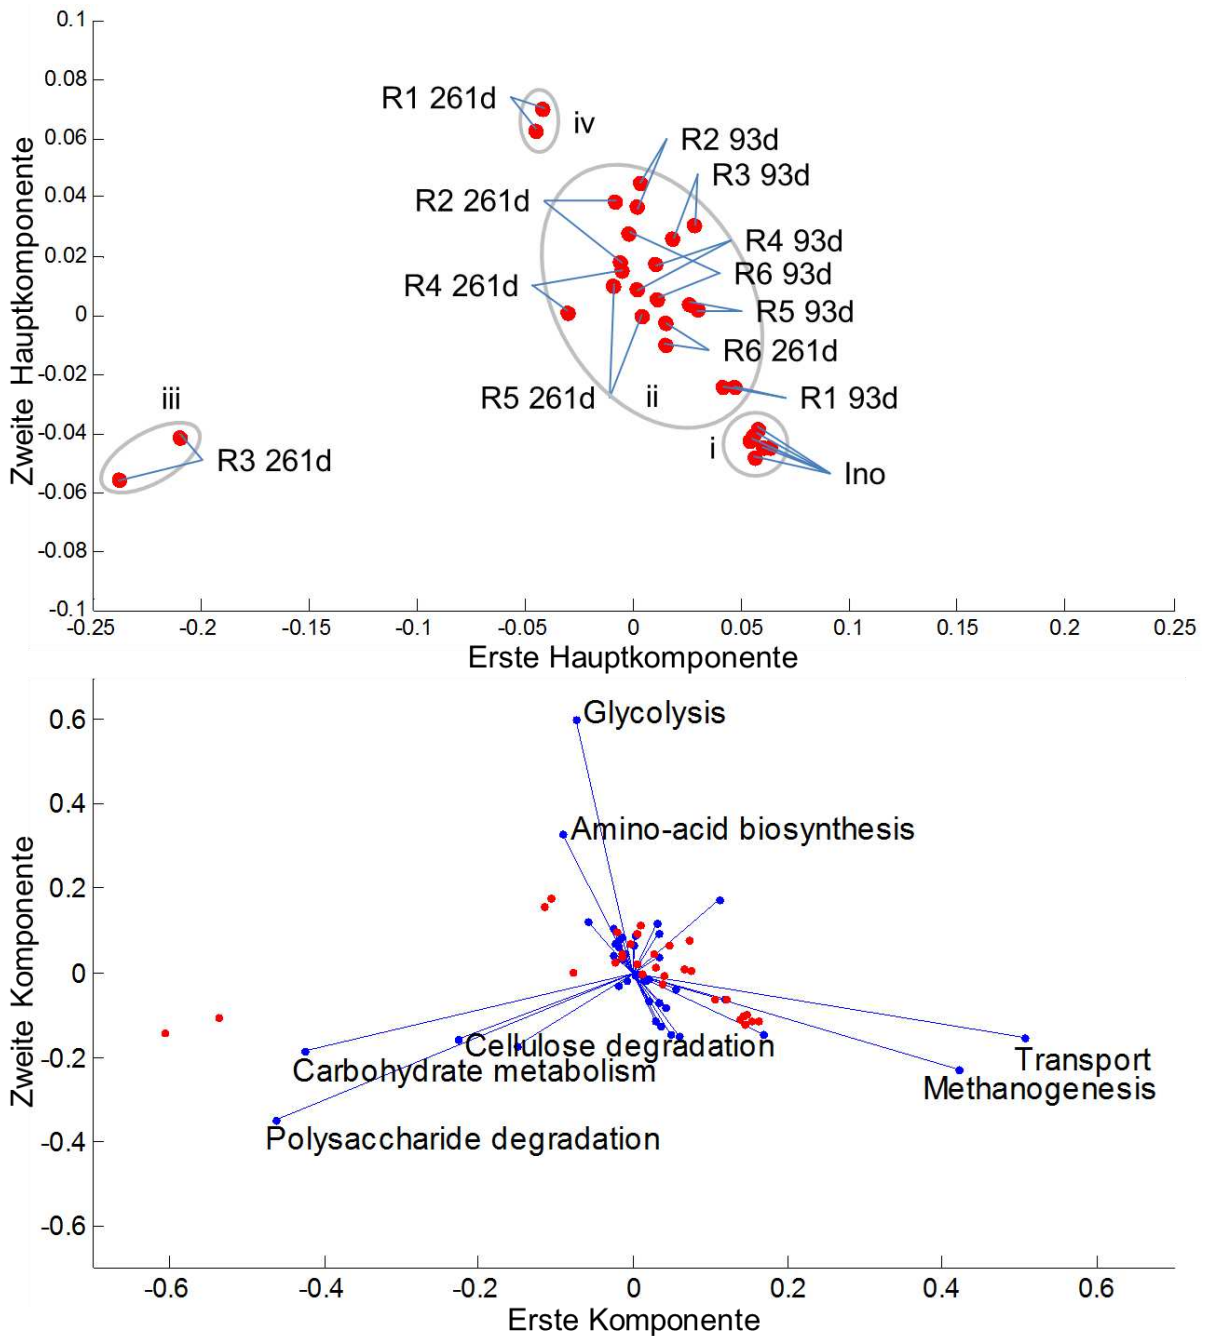 0.1
0.08
0.06
0.04
0.02
0
-0.02
-0.04
-0.06
-0.08
-0.1
Zweite Hauptkomponente
R1 261d
iv
R2 93d
R3 93d
R2 261d
R4 93d
R6 93d
R4 261d
R5 93d
R6 261d
R5 261d
ii
R1 93d
iii
R3 261d
i
Ino
-0.25
-0.2
-0.15
-0.1
-0.05
0
0.05
0.1
0.15
0.2
0.25
Erste Hauptkomponente
0.6
0.4
0.2
0
-0.2
-0.4
-0.6
Zweite Komponente
Glycolysis
Amino-acid biosynthesis
Cellulose degradation
Carbohydrate metabolism
Polysaccharide degradation
Transport
Methanogenesis
-0.6
-0.4
-0.2
0
0.2
0.4
0.6
Erste Komponente